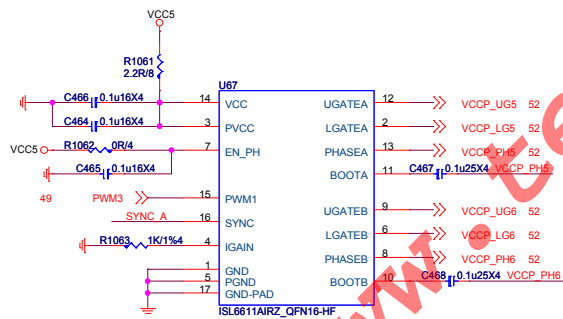 VCC5
R1061
2.2R/8
U67
C466 0.1u16X4 14 VCC UGATEA 12 VCCP_UG5 52
C464 0.1u16X4 3 PVCC LGATEA 2 VCCP_LG5 52
VCC5 R1062 0R/4 7 EN_PH PHASEA 13 VCCP_PH5 52
C465 0.1u16X4 BOOTA 11 C467 0.1u25X4 VCCP_PH5
49 PWM3 15 PWM1 UGATEB 9 VCCP_UG6 52
SYNC_A 16 SYNC LGATEB 6 VCCP_LG6 52
R1063 1K/1%4 4 IGAIN PHASEB 8 VCCP_PH6 52
1 GND
5 PGND BOOTB 10 C468 0.1u25X4 VCCP_PH6
17 GND-PAD
ISL6611AIRZ_QFN16-HF